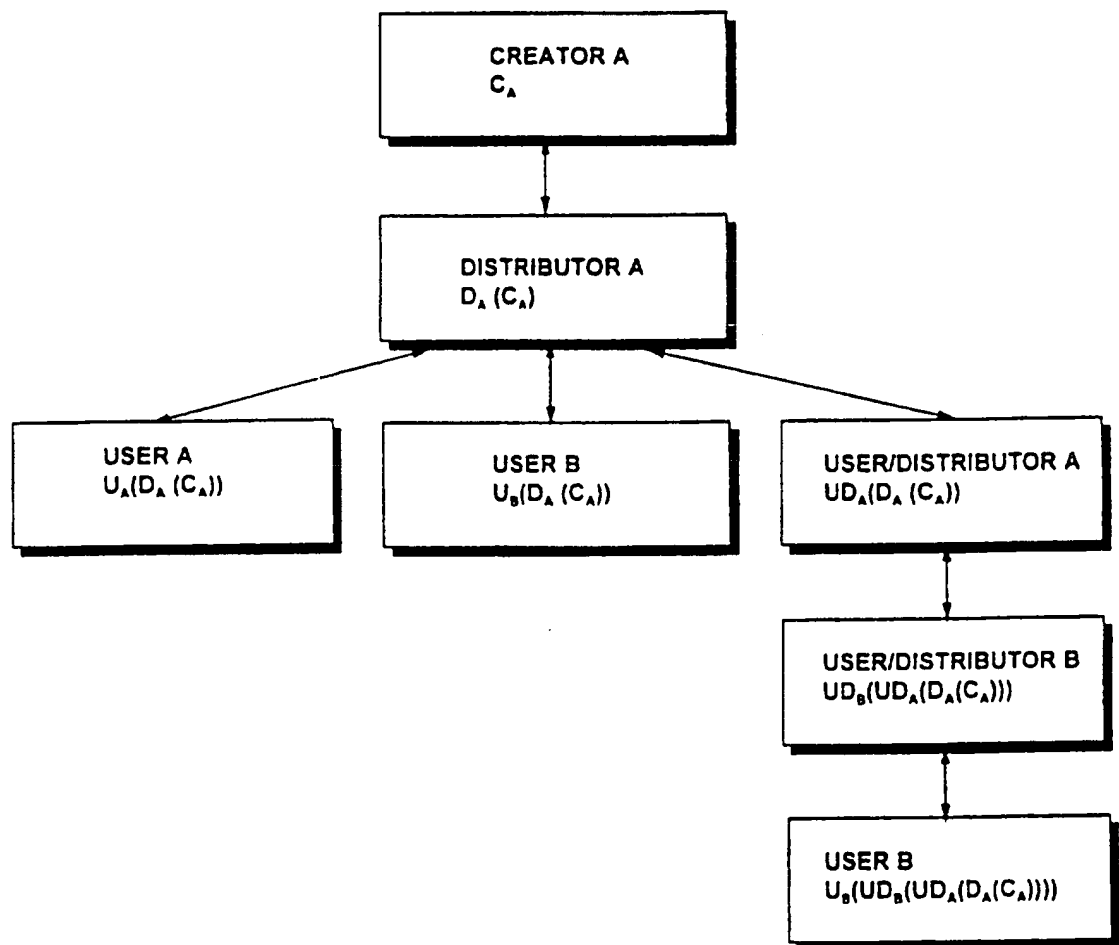 CREATOR A
C_A
DISTRIBUTOR A
D_A (C_A)
USER A
U_A(D_A (C_A))
USER B
U_B(D_A (C_A))
USER/DISTRIBUTOR A
UD_A(D_A (C_A))
USER/DISTRIBUTOR B
UD_B(UD_A(D_A(C_A)))
USER B
U_B(UD_B(UD_A(D_A(C_A))))